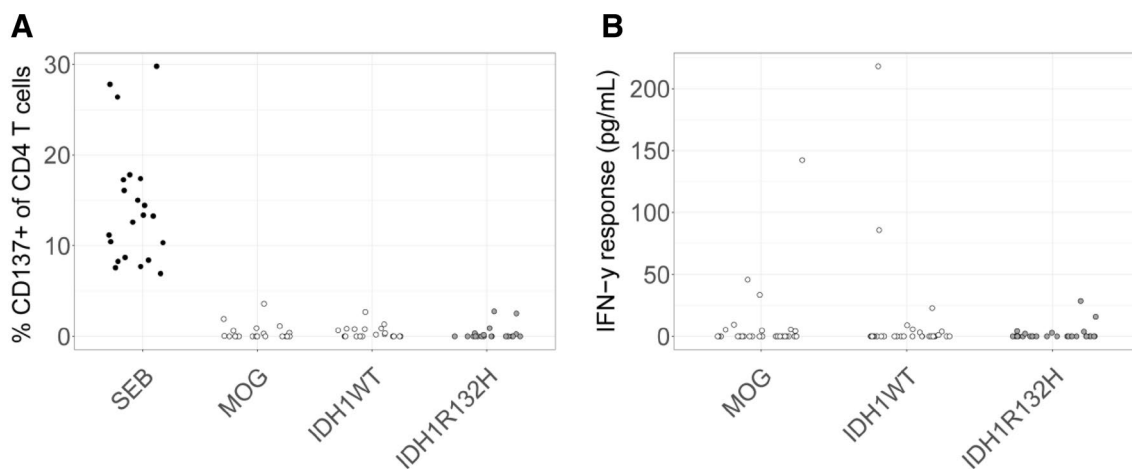 A
% CD137+ of CD4 T cells
30
20
10
0
SEB
MOG
IDH1WT
IDH1R132H
B
IFN−y response (pg/mL)
200
150
100
50
0
MOG
IDH1WT
IDH1R132H